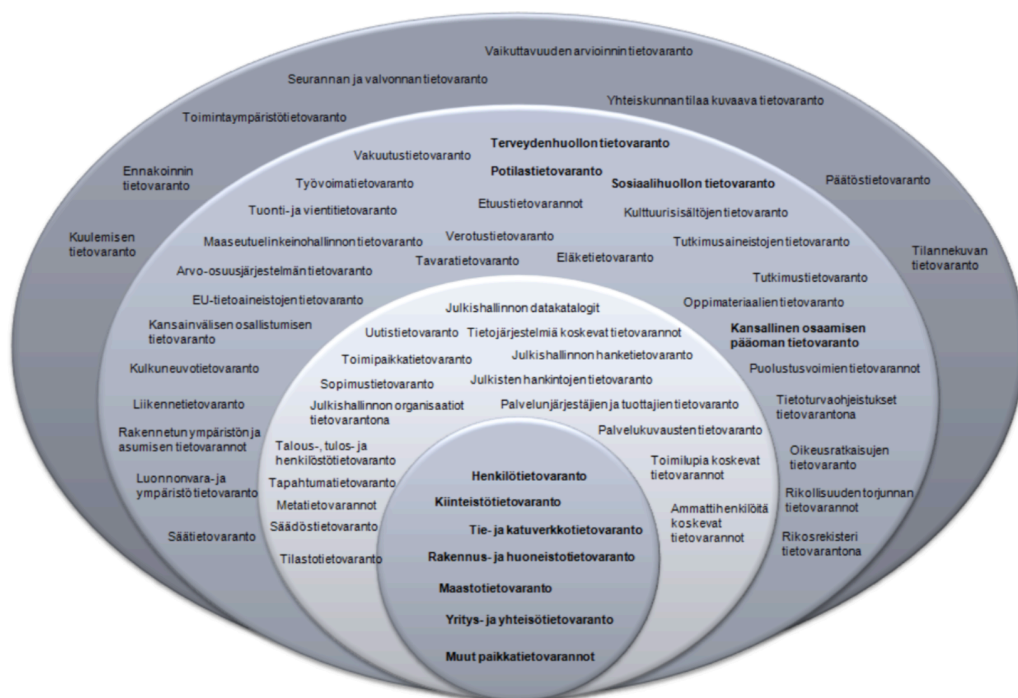 Vaikuttavuuden arvioinnin tietovaranto
Seurannan ja valvonnan tietovaranto
Yhteiskunnan tilaa kuvaava tietovaranto
Toimintaympäristötietovaranto
Ennakoinnin
tietovaranto
Päätöstietovaranto
Kuulemisen
tietovaranto
Tilannekuvan
tietovaranto
Terveydenhuollon tietovaranto
Vakuutustietovaranto
Potilastietovaranto
Työvoimatietovaranto
Sosiaalihuollon tietovaranto
Etuustietovarannot
Tuonti- ja vientitietovaranto
Kulttuurisisältöjen tietovaranto
Maaseutuelinkeinohallinnon tietovaranto
Verotustietovaranto
Tutkimusaineistojen tietovaranto
Tavaratietovaranto
Eläketietovaranto
Arvo-osuusjärjestelmän tietovaranto
Tutkimustietovaranto
EU-tietoaineistojen tietovaranto
Oppimateriaalien tietovaranto
Kansainvälisen osallistumisen
tietovaranto
Kansallinen osaamisen
pääoman tietovaranto
Kulkuneuvotietovaranto
Puolustusvoimien tietovarannot
Liikennetietovaranto
Tietoturvaohjeistukset
tietovarantona
Rakennetun ympäristön ja
asumisen tietovarannot
Oikeusratkaisujen
tietovaranto
Luonnonvara- ja
ympäristötietovaranto
Rikollisuuden torjunnan
tietovarannot
Säätietovaranto
Rikosrekisteri
tietovarantona
Julkishallinnon datakatalogit
Uutistietovaranto
Tietojärjestelmiä koskevat tietovarannot
Toimipaikkatietovaranto
Julkishallinnon hanketietovaranto
Sopimustietovaranto
Julkisten hankintojen tietovaranto
Julkishallinnon organisaatiot
tietovarantona
Palvelunjärjestäjien ja tuottajien tietovaranto
Palvelukuvausten tietovaranto
Talous-, tulos- ja
henkilöstötietovaranto
Toimilupia koskevat
tietovarannot
Tapahtumatietovaranto
Metatietovarannot
Ammattihenkilöitä
koskevat
tietovarannot
Säädöstietovaranto
Tilastotietovaranto
Henkilötietovaranto
Kiinteistötietovaranto
Tie- ja katuverkkotietovaranto
Rakennus- ja huoneistotietovaranto
Maastotietovaranto
Yritys- ja yhteisötietovaranto
Muut paikkatietovarannot